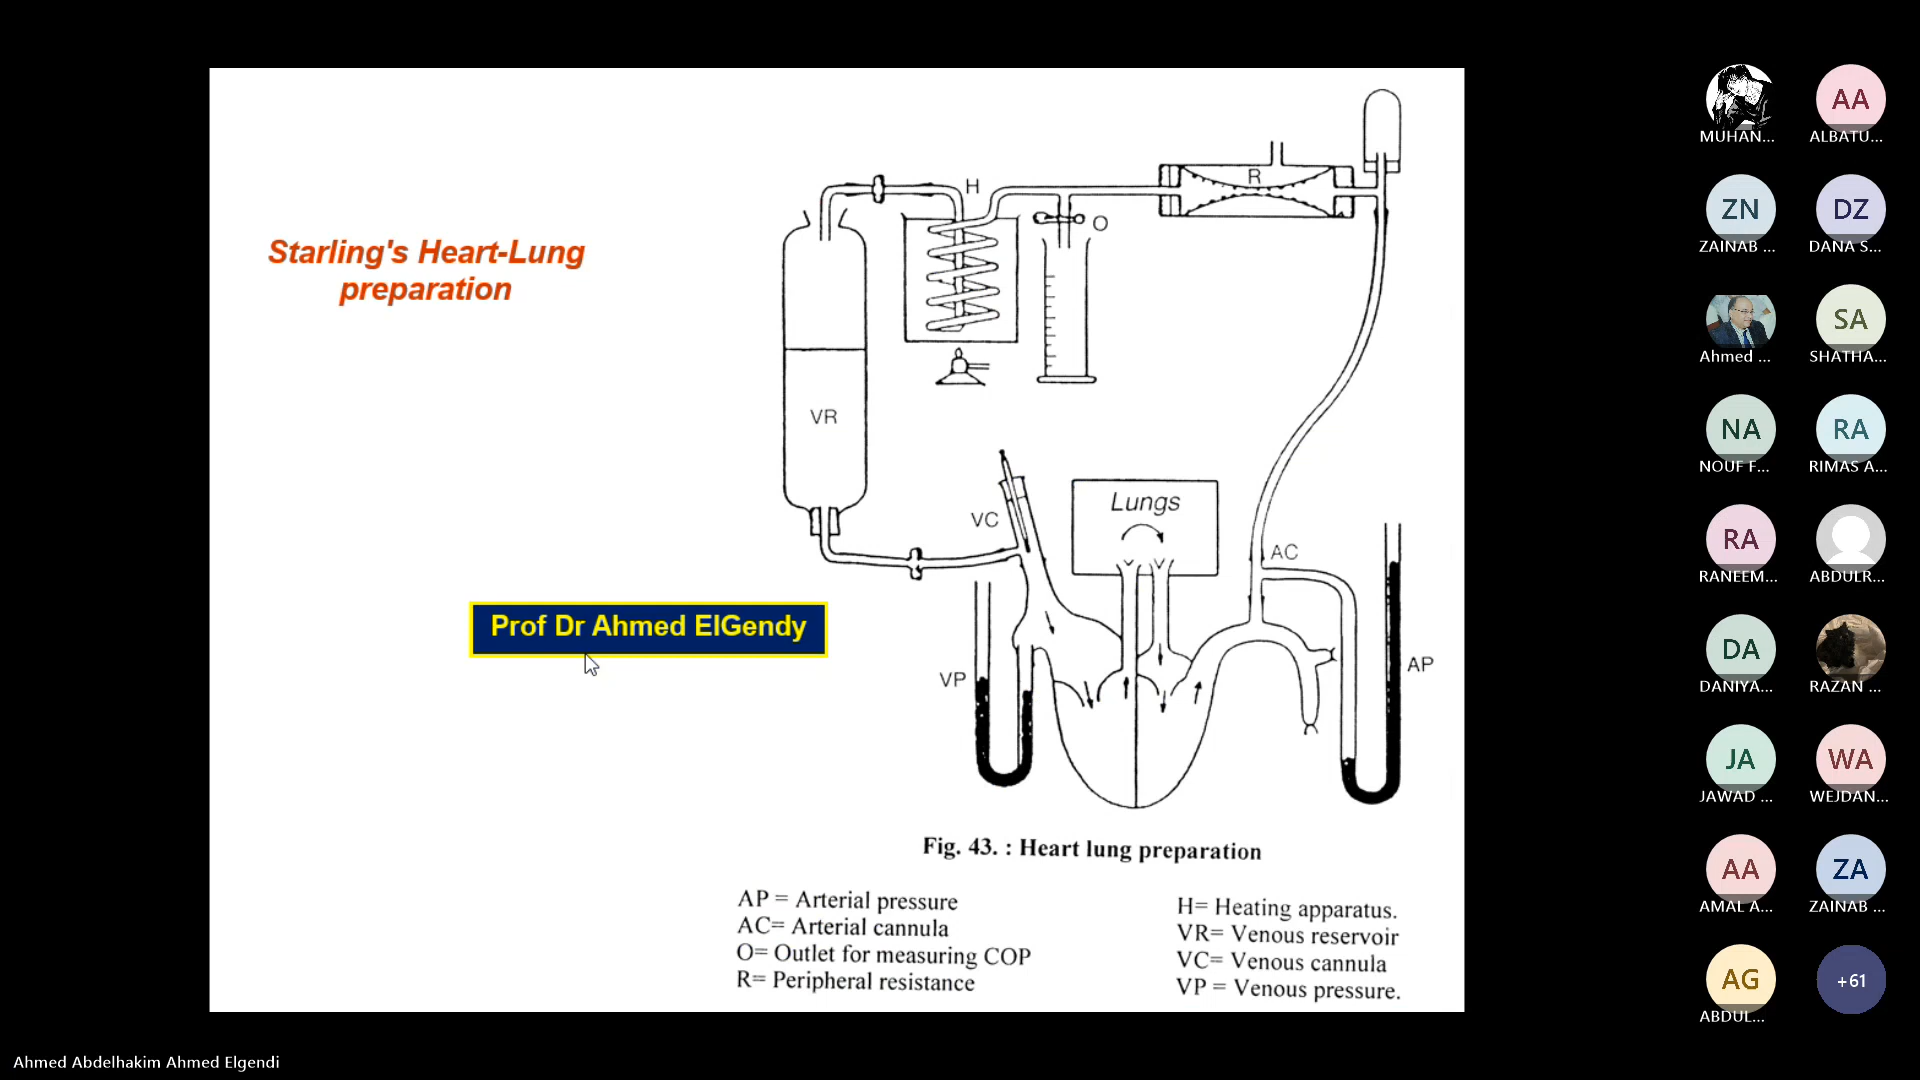 Starling's Heart-Lung
preparation
H
R
O
VR
VC
Lungs
AC
Prof Dr Ahmed ElGendy
VP
AP
Fig. 43. : Heart lung preparation
AP = Arterial pressure
AC= Arterial cannula
O= Outlet for measuring COP
R= Peripheral resistance
H= Heating apparatus.
VR= Venous reservoir
VC= Venous cannula
VP = Venous pressure.
MUHAN...
AA
ALBATU...
ZN
ZAINAB ...
DZ
DANA S...
Ahmed ...
SA
SHATHA...
NA
NOUF F...
RA
RIMAS A...
RA
RANEEM...
ABDULR...
DA
DANIYA...
RAZAN ...
JA
JAWAD ...
WA
WEJDAN...
AA
AMAL A...
ZA
ZAINAB ...
AG
ABDUL...
+61
Ahmed Abdelhakim Ahmed Elgendi